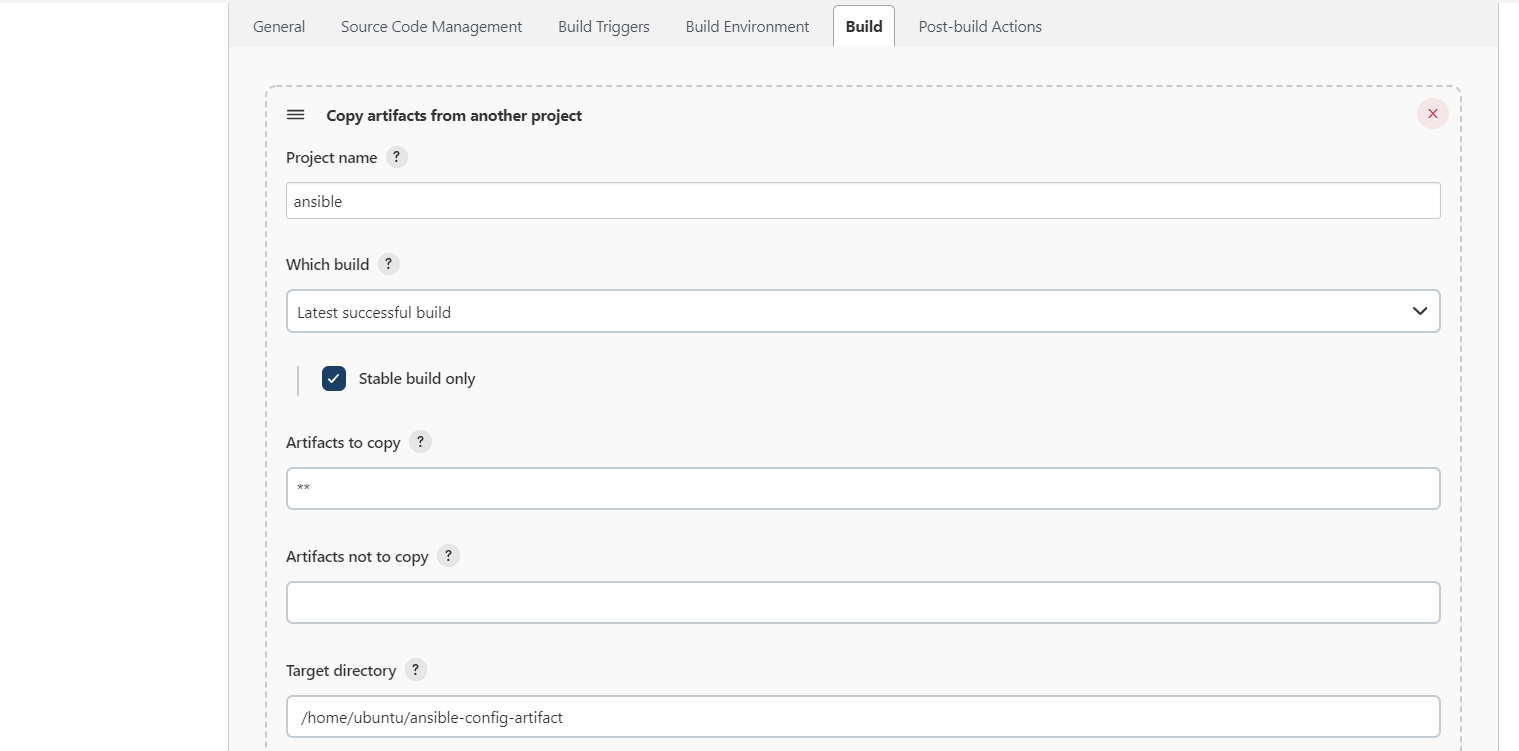 General Source Code Management Build Triggers Build Environment Build Post-build Actions
Copy artifacts from another project
Project name ?
ansible
Which build ?
Latest successful build
Stable build only
Artifacts to copy ?
**
Artifacts not to copy ?
Target directory ?
/home/ubuntu/ansible-config-artifact